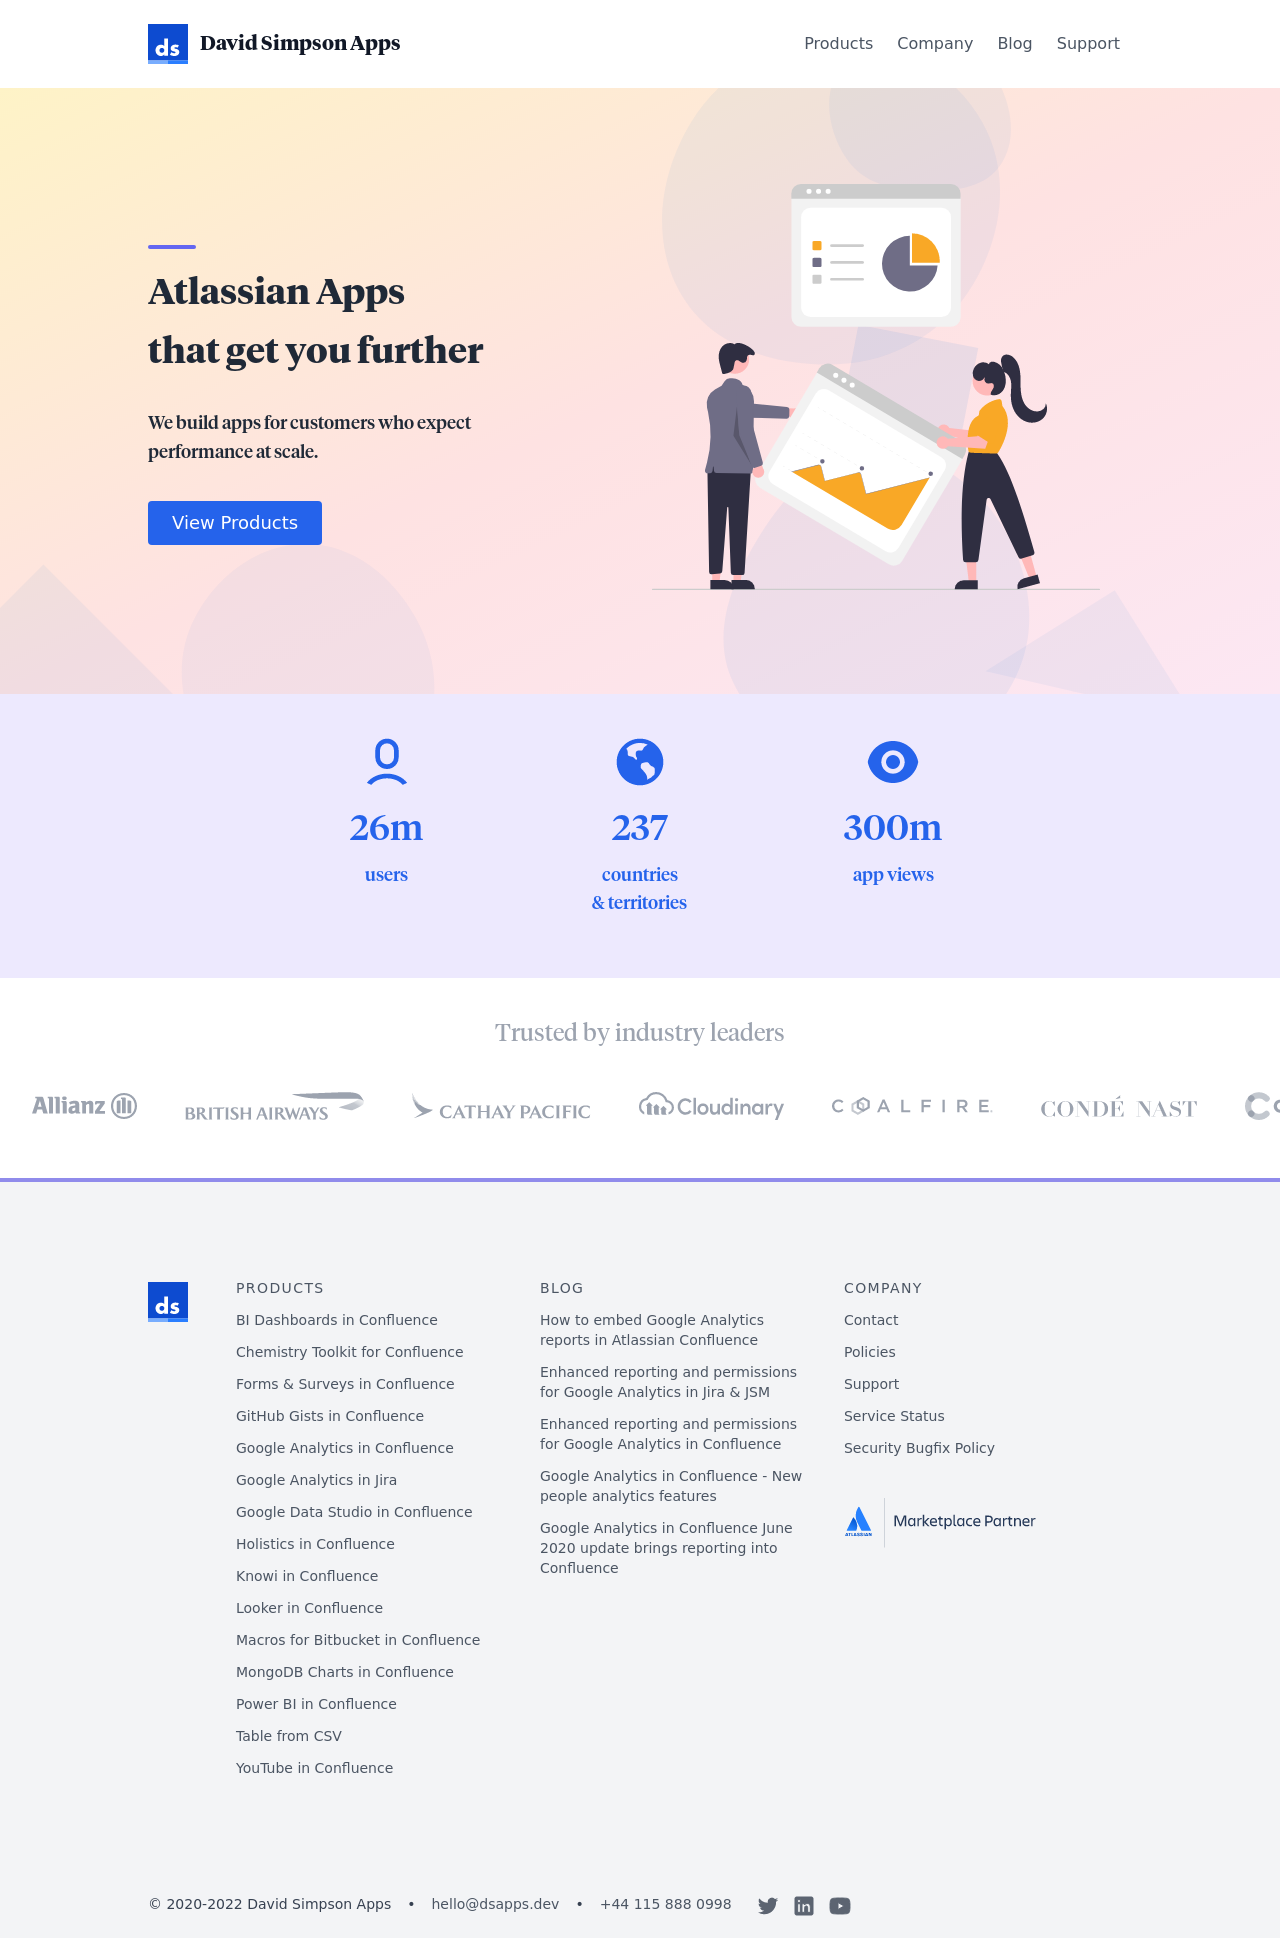 ds
David Simpson Apps
Products
Company
Blog
Support
Atlassian Apps
that get you further
We build apps for customers who expect
performance at scale.
View Products
26m
users
237
countries
& territories
300m
app views
Trusted by industry leaders
Allianz
BRITISH AIRWAYS
CATHAY PACIFIC
Cloudinary
COALFIRE
CONDÉ NAST
ds
PRODUCTS
BI Dashboards in Confluence
Chemistry Toolkit for Confluence
Forms & Surveys in Confluence
GitHub Gists in Confluence
Google Analytics in Confluence
Google Analytics in Jira
Google Data Studio in Confluence
Holistics in Confluence
Knowi in Confluence
Looker in Confluence
Macros for Bitbucket in Confluence
MongoDB Charts in Confluence
Power BI in Confluence
Table from CSV
YouTube in Confluence
BLOG
How to embed Google Analytics
reports in Atlassian Confluence
Enhanced reporting and permissions
for Google Analytics in Jira & JSM
Enhanced reporting and permissions
for Google Analytics in Confluence
Google Analytics in Confluence - New
people analytics features
Google Analytics in Confluence June
2020 update brings reporting into
Confluence
COMPANY
Contact
Policies
Support
Service Status
Security Bugfix Policy
ATLASSIAN
Marketplace Partner
© 2020-2022 David Simpson Apps • hello@dsapps.dev • +44 115 888 0998
in